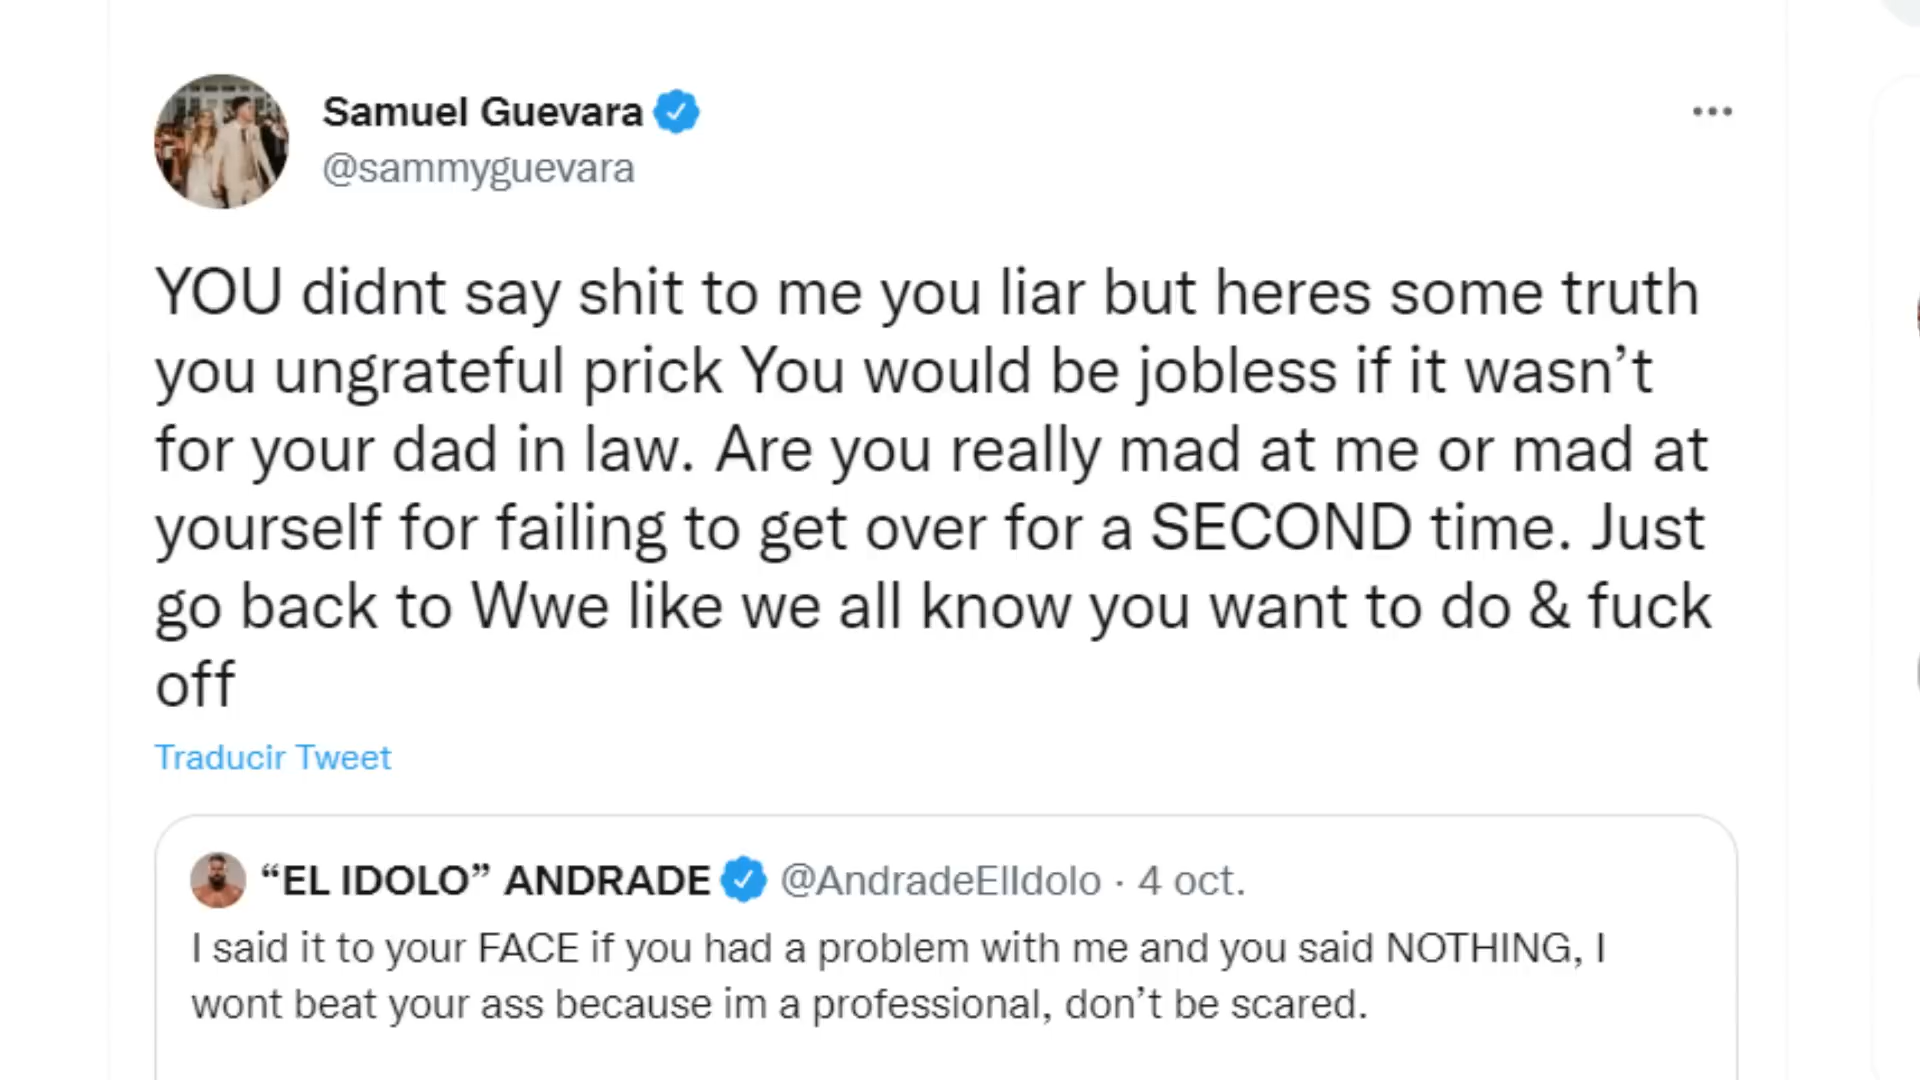 Samuel Guevara
@sammyguevara
YOU didnt say shit to me you liar but heres some truth
you ungrateful prick You would be jobless if it wasn’t
for your dad in law. Are you really mad at me or mad at
yourself for failing to get over for a SECOND time. Just
go back to Wwe like we all know you want to do & fuck
off
Traducir Tweet
“EL IDOLO” ANDRADE @AndradeElIdolo · 4 oct.
I said it to your FACE if you had a problem with me and you said NOTHING, I
wont beat your ass because im a professional, don’t be scared.